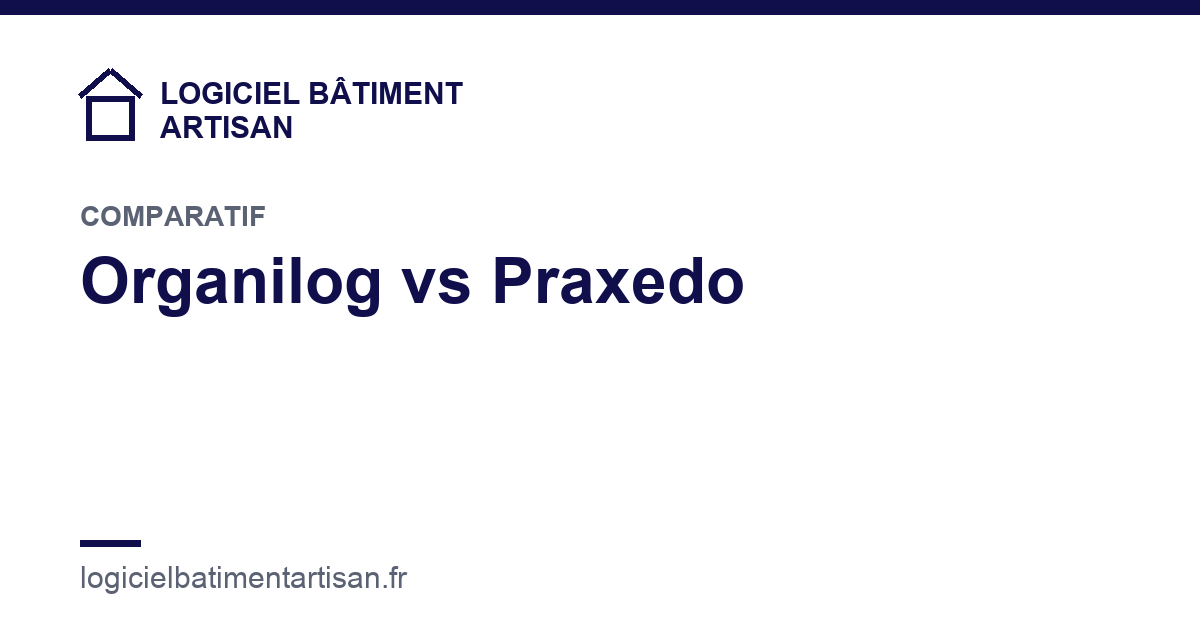 LOGICIEL BÂTIMENT
ARTISAN
COMPARATIF
Organilog vs Praxedo
logicielbatimentartisan.fr